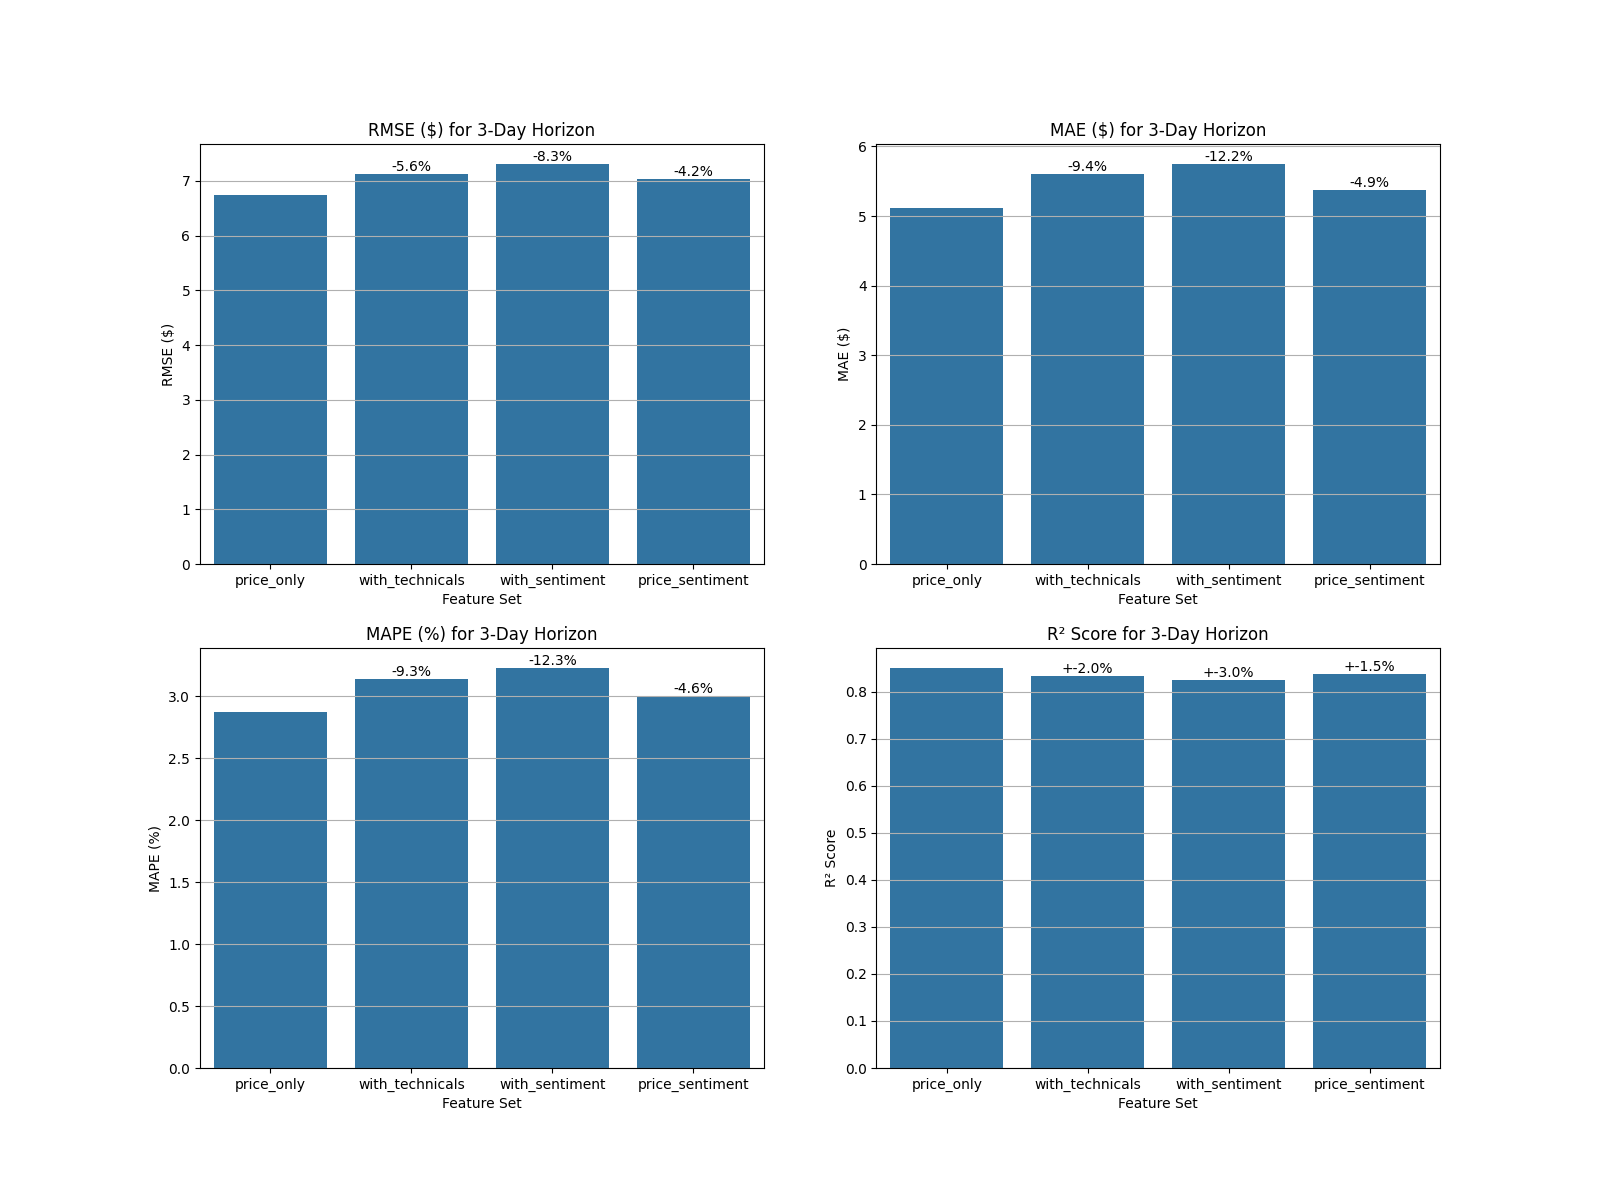 RMSE ($) for 3-Day Horizon
RMSE ($)
7
6
5
4
3
2
1
0
-5.6%
-8.3%
-4.2%
price_only
with_technicals
with_sentiment
price_sentiment
Feature Set
MAE ($) for 3-Day Horizon
MAE ($)
6
5
4
3
2
1
0
-9.4%
-12.2%
-4.9%
price_only
with_technicals
with_sentiment
price_sentiment
Feature Set
MAPE (%) for 3-Day Horizon
MAPE (%)
3.0
2.5
2.0
1.5
1.0
0.5
0.0
-9.3%
-12.3%
-4.6%
price_only
with_technicals
with_sentiment
price_sentiment
Feature Set
R² Score for 3-Day Horizon
R² Score
0.8
0.7
0.6
0.5
0.4
0.3
0.2
0.1
0.0
+-2.0%
+-3.0%
+-1.5%
price_only
with_technicals
with_sentiment
price_sentiment
Feature Set